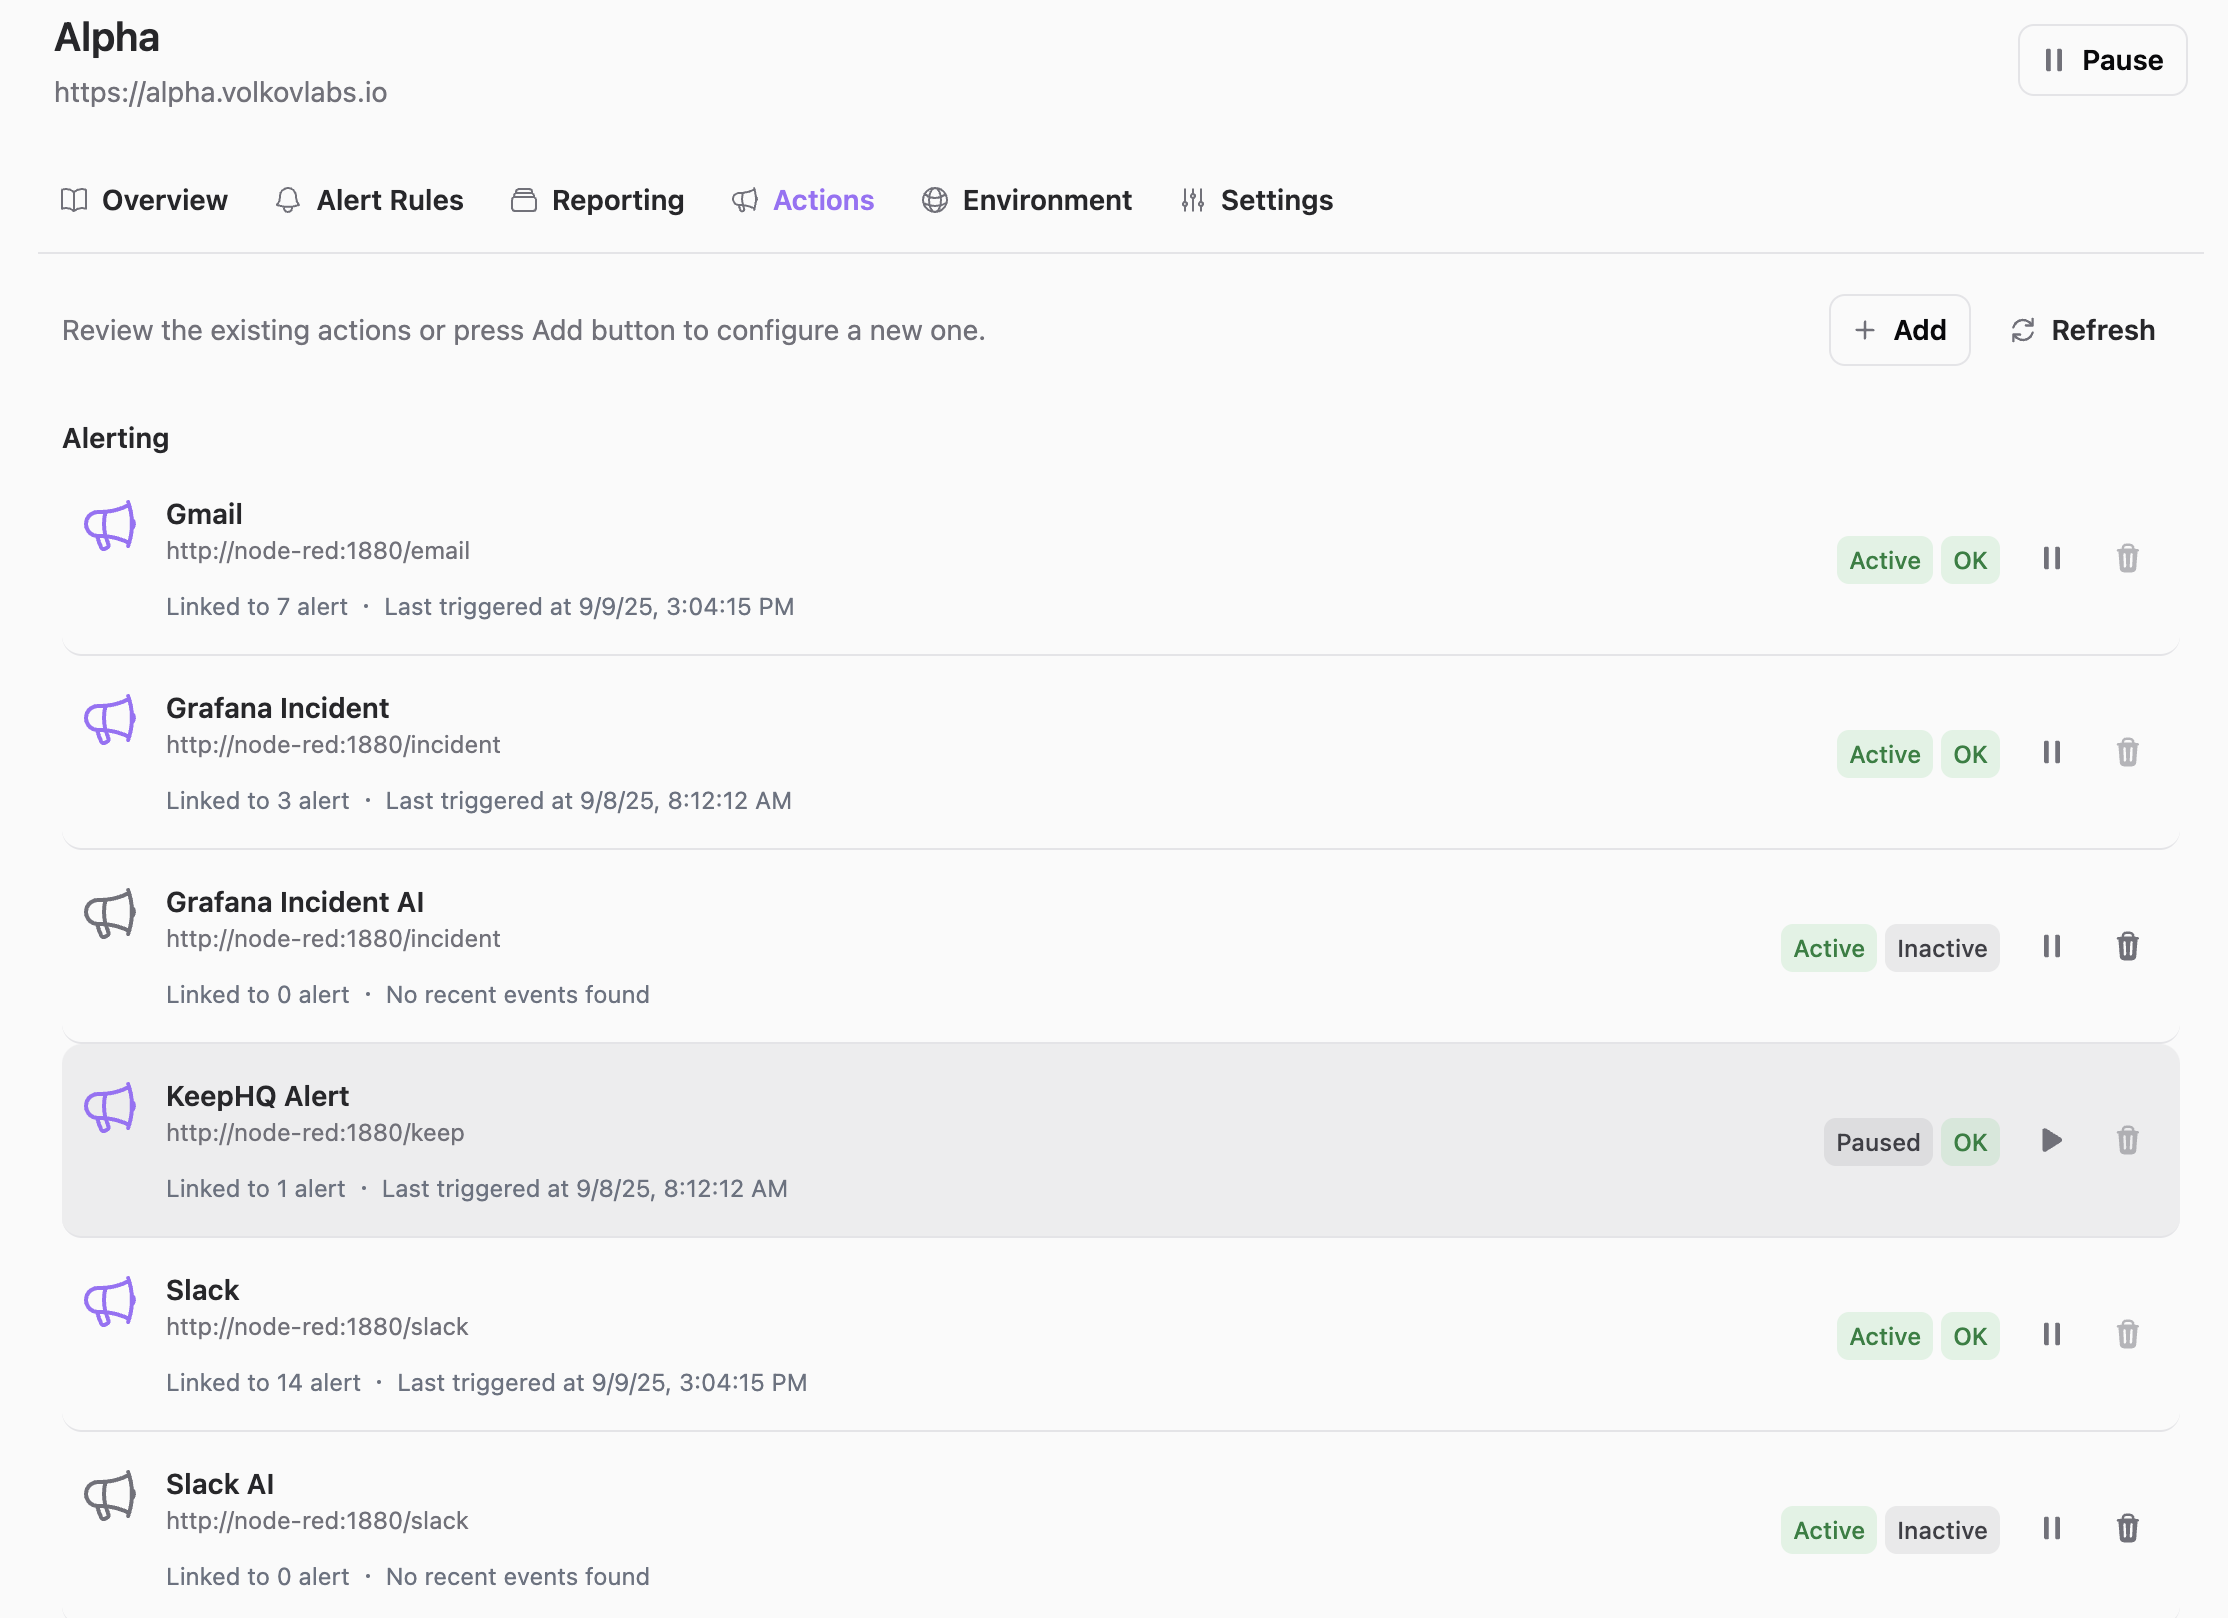 Alpha
https://alpha.volkovlabs.io
Pause
Overview
Alert Rules
Reporting
Actions
Environment
Settings
Review the existing actions or press Add button to configure a new one.
Add
Refresh
Alerting
Gmail
http://node-red:1880/email
Linked to 7 alert · Last triggered at 9/9/25, 3:04:15 PM
Active
OK
Grafana Incident
http://node-red:1880/incident
Linked to 3 alert · Last triggered at 9/8/25, 8:12:12 AM
Active
OK
Grafana Incident AI
http://node-red:1880/incident
Linked to 0 alert · No recent events found
Active
Inactive
KeepHQ Alert
http://node-red:1880/keep
Linked to 1 alert · Last triggered at 9/8/25, 8:12:12 AM
Paused
OK
Slack
http://node-red:1880/slack
Linked to 14 alert · Last triggered at 9/9/25, 3:04:15 PM
Active
OK
Slack AI
http://node-red:1880/slack
Linked to 0 alert · No recent events found
Active
Inactive